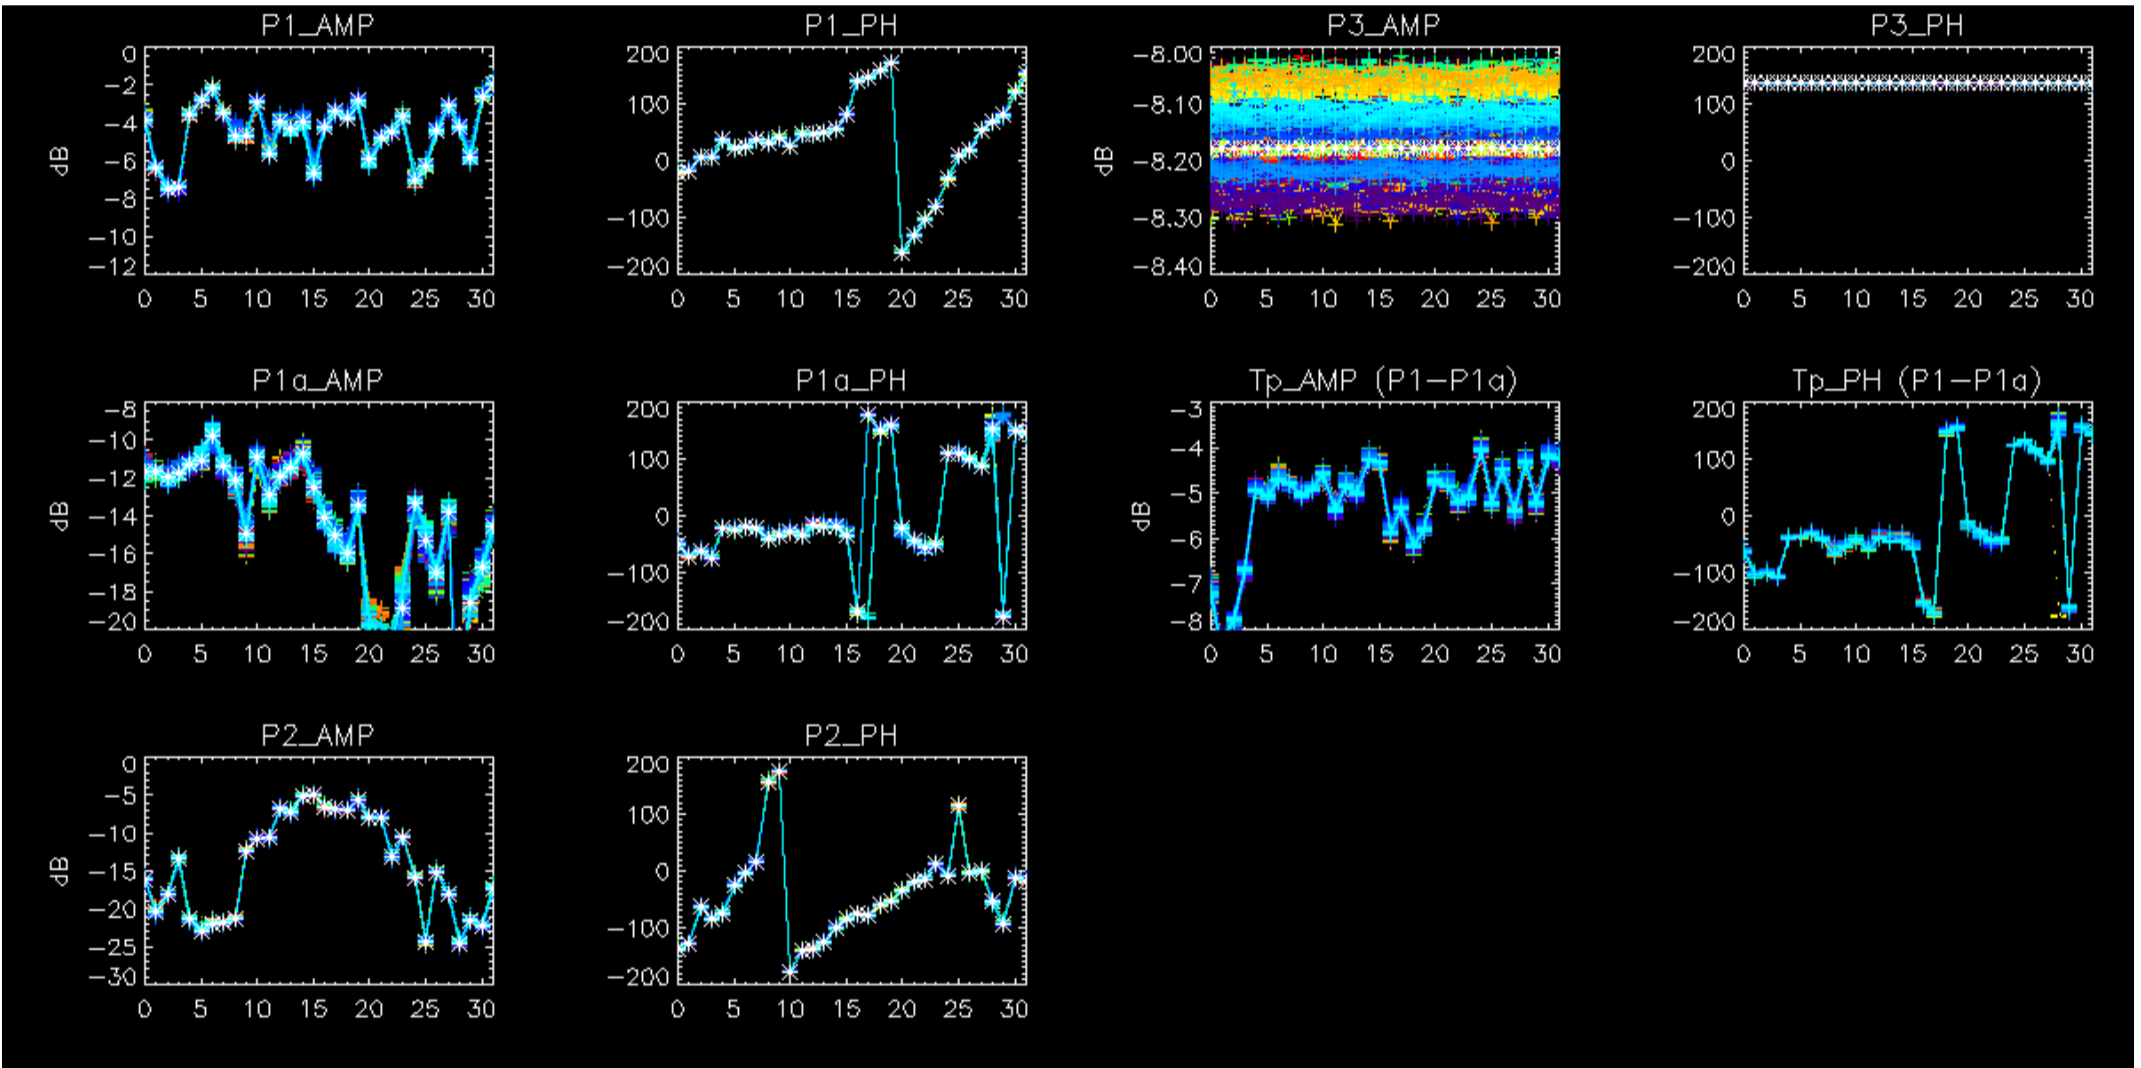 P1_AMP
0
−2
−4
−6
−8
−10
−12
dB
0 5 10 15 20 25 30
P1_PH
200
100
0
−100
−200
0 5 10 15 20 25 30
P3_AMP
−8.00
−8.10
−8.20
−8.30
−8.40
dB
0 5 10 15 20 25 30
P3_PH
200
100
0
−100
−200
0 5 10 15 20 25 30
P1a_AMP
−8
−10
−12
−14
−16
−18
−20
dB
0 5 10 15 20 25 30
P1a_PH
200
100
0
−100
−200
0 5 10 15 20 25 30
Tp_AMP (P1−P1a)
−3
−4
−5
−6
−7
−8
dB
0 5 10 15 20 25 30
Tp_PH (P1−P1a)
200
100
0
−100
−200
0 5 10 15 20 25 30
P2_AMP
0
−5
−10
−15
−20
−25
−30
dB
0 5 10 15 20 25 30
P2_PH
200
100
0
−100
−200
0 5 10 15 20 25 30